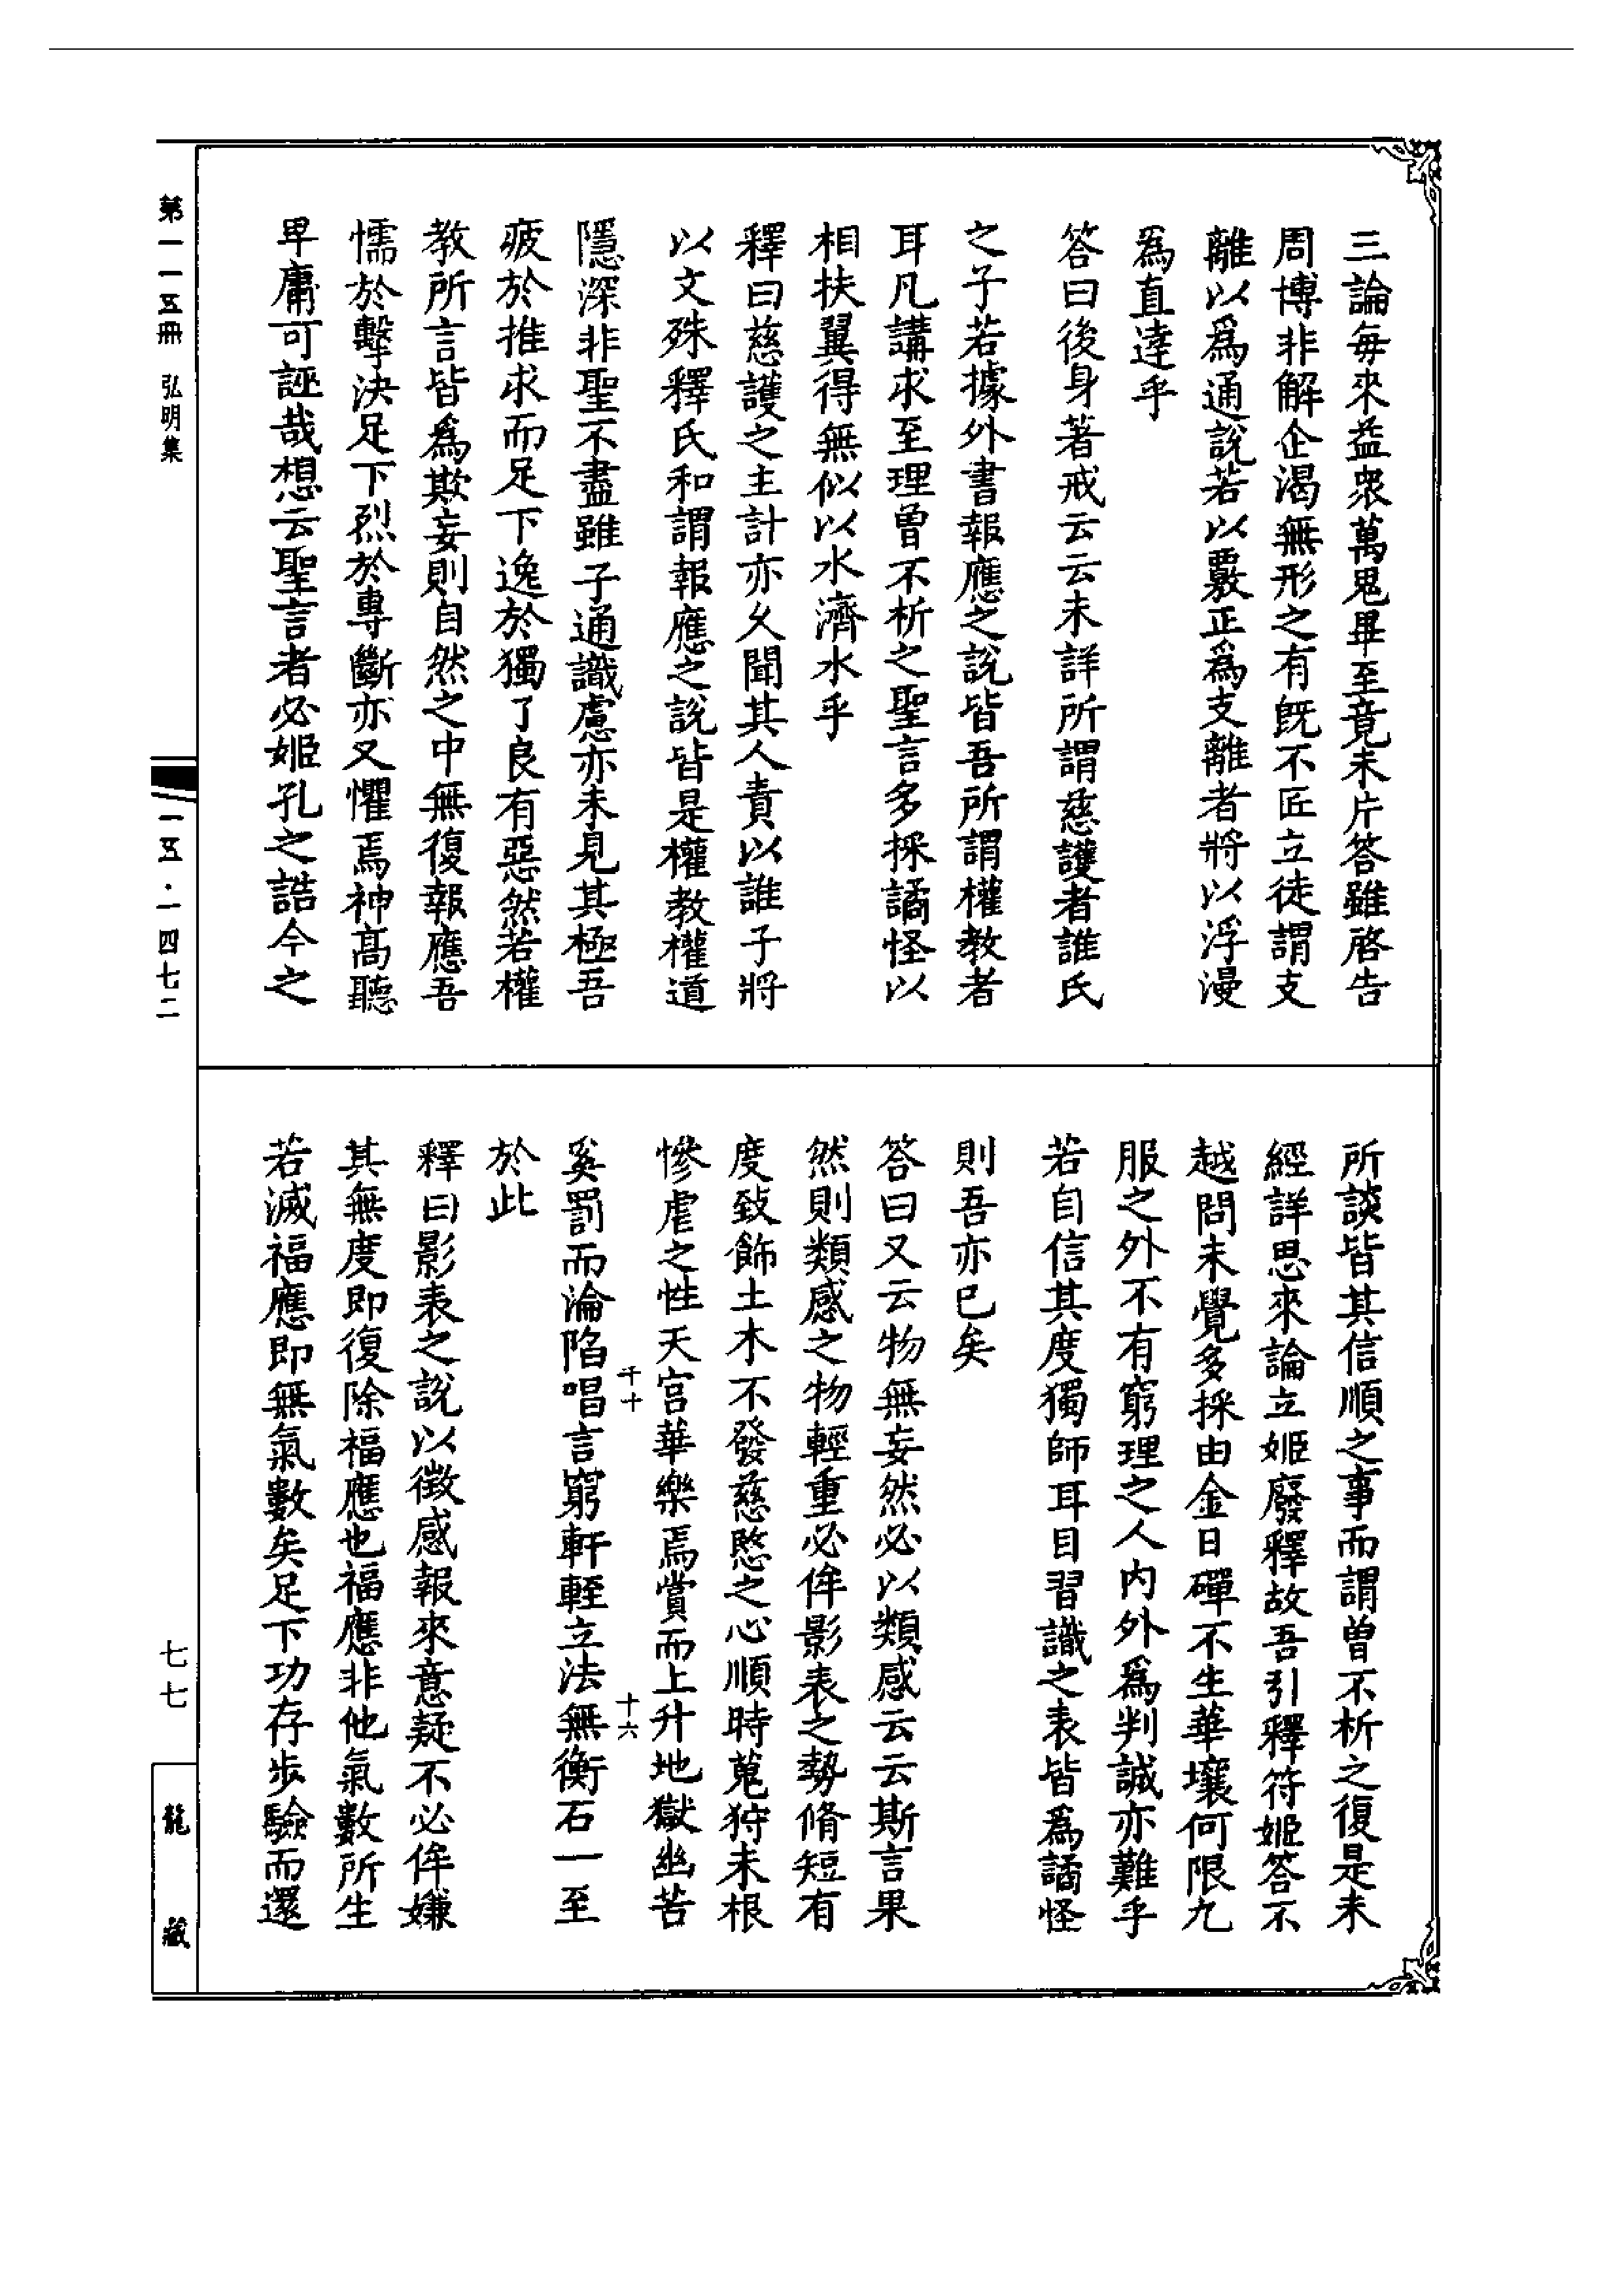 三論每來益眾萬鬼畢至竟未片答雖啓告
周博非解企渴無形之有既不匠立徒謂支
離以爲通說若以覈正爲支離者將以浮漫
爲直達乎
答曰後身著戒云云未詳所謂慈護者誰氏
之子若據外書報應之說皆吾所謂權教者
耳凡講求至理曾不析之聖言多採譎怪以
相扶翼得無似以水濟水乎
釋曰慈護之主計亦久聞其人責以誰子將
以文殊釋氏和謂報應之說皆是權教權道
隱深非聖不盡雖子通識慮亦未見其極吾
疲於推求而足下逸於獨了良有惡然若權
教所言皆爲欺妄則自然之中無復報應吾
懦於擊決足下烈於專斷亦又懼焉神高聽
卑庸可誣哉想云聖言者必姬孔之誥今之
所談皆其信順之事而謂曾不析之復是未
經詳思來論立姬廢釋故吾引釋符姬答不
越問未覺多採由金日磾不生華壤何限九
服之外不有窮理之人内外爲判誠亦難乎
若自信其度獨師耳目習識之表皆爲譎怪
則吾亦已矣
答曰又云物無妄然必以類感云云斯言果
然則類感之物輕重必侔影表之勢脩短有
度致飾土木不發慈愍之心順時蒐狩未根
慘虐之性天宮華樂焉賞而上升地獄幽苦
千十
十六
奚罰而淪陷唱言窮軒輊立法無衡石一至
於此
釋曰影表之說以徵感報來意疑不必侔嫌
其無度即復除福應也福應非他氣數所生
若滅福應即無氣數矣足下功存步驗而還
第一一五冊 弘明集
一五·一四七二
七七
龍藏